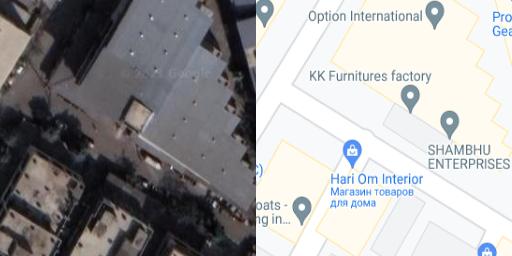 Option International
Pro
Gea
KK Furnitures factory
SHAMBHU
ENTERPRISES
Hari Om Interior
Магазин товаров
для дома
oats -
ng in...